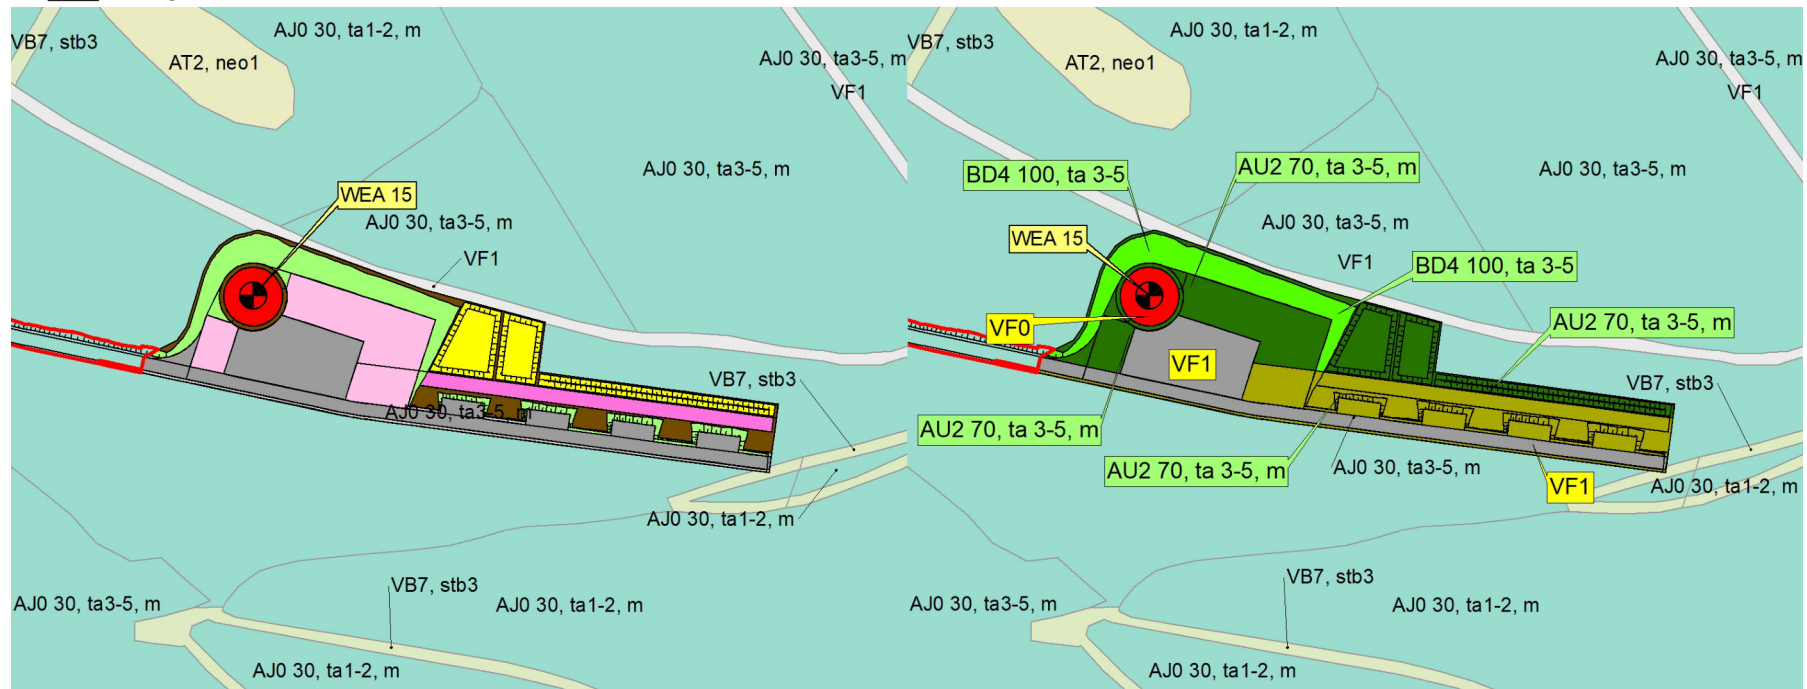 AJ0 30, ta1-2, m
VB7, stb3
AT2, neo1
AJ0 30, ta3-5, m
VF1
AJ0 30, ta3-5, m
WEA 15
AJ0 30, ta3-5, m
VF1
VB7, stb3
AJ0 30, ta3-5, m
AJ0 30, ta1-2, m
VB7, stb3
AJ0 30, ta3-5, m
AJ0 30, ta1-2, m
AJ0 30, ta1-2, m
AJ0 30, ta1-2, m
VB7, stb3
AT2, neo1
AJ0 30, ta3-5, m
VF1
AJ0 30, ta3-5, m
BD4 100, ta 3-5
AU2 70, ta 3-5, m
AJ0 30, ta3-5, m
WEA 15
VF1
BD4 100, ta 3-5
VF0
AU2 70, ta 3-5, m
VF1
VB7, stb3
AU2 70, ta 3-5, m
AU2 70, ta 3-5, m
AJ0 30, ta3-5, m
VF1
AJ0 30, ta1-2, m
VB7, stb3
AJ0 30, ta3-5, m
AJ0 30, ta1-2, m
AJ0 30, ta1-2, m